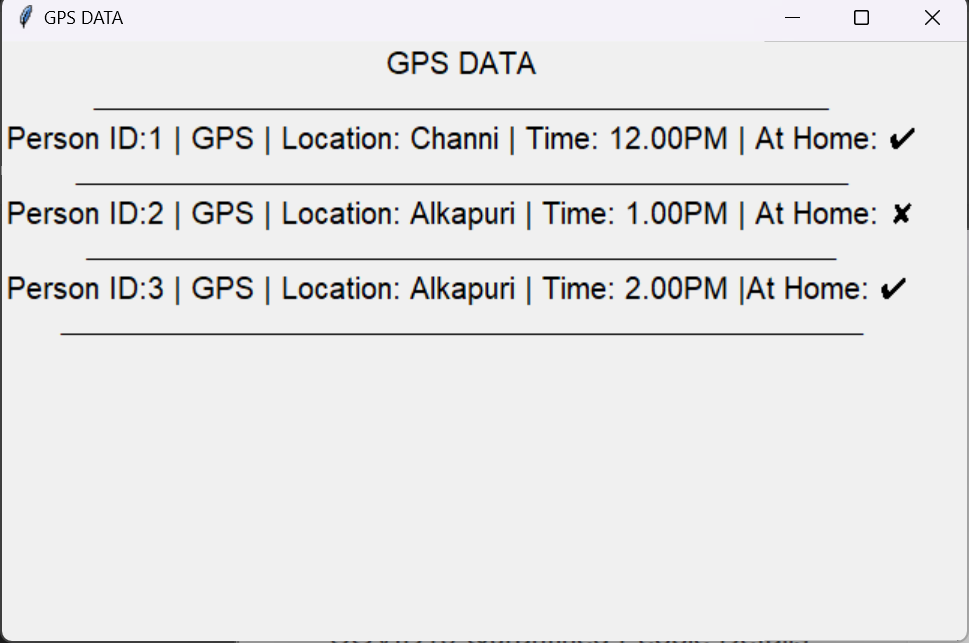 GPS DATA
GPS DATA
Person ID:1 | GPS | Location: Channi | Time: 12.00PM | At Home: ✔
Person ID:2 | GPS | Location: Alkapuri | Time: 1.00PM | At Home: ✘
Person ID:3 | GPS | Location: Alkapuri | Time: 2.00PM |At Home: ✔